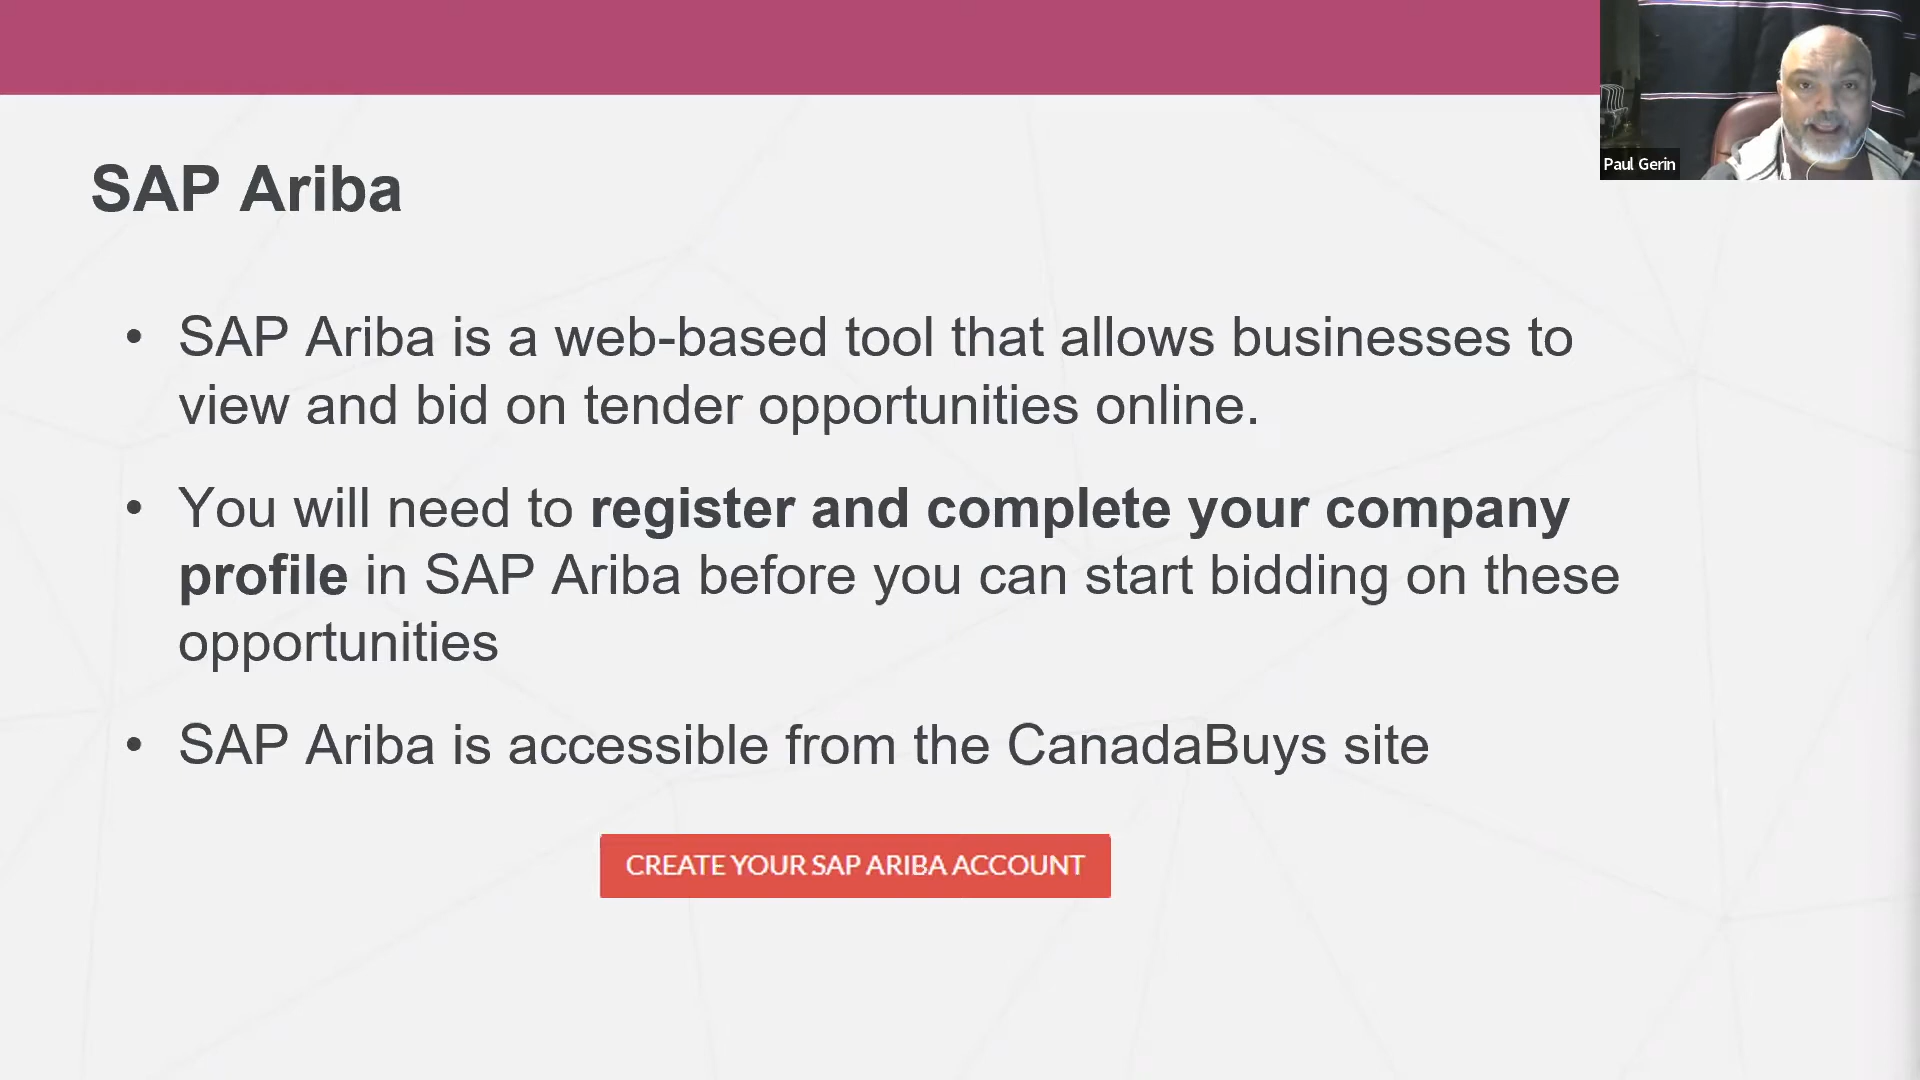 Paul Gerin
SAP Ariba
• SAP Ariba is a web-based tool that allows businesses to
view and bid on tender opportunities online.
• You will need to register and complete your company
profile in SAP Ariba before you can start bidding on these
opportunities
• SAP Ariba is accessible from the CanadaBuys site
CREATE YOUR SAP ARIBA ACCOUNT